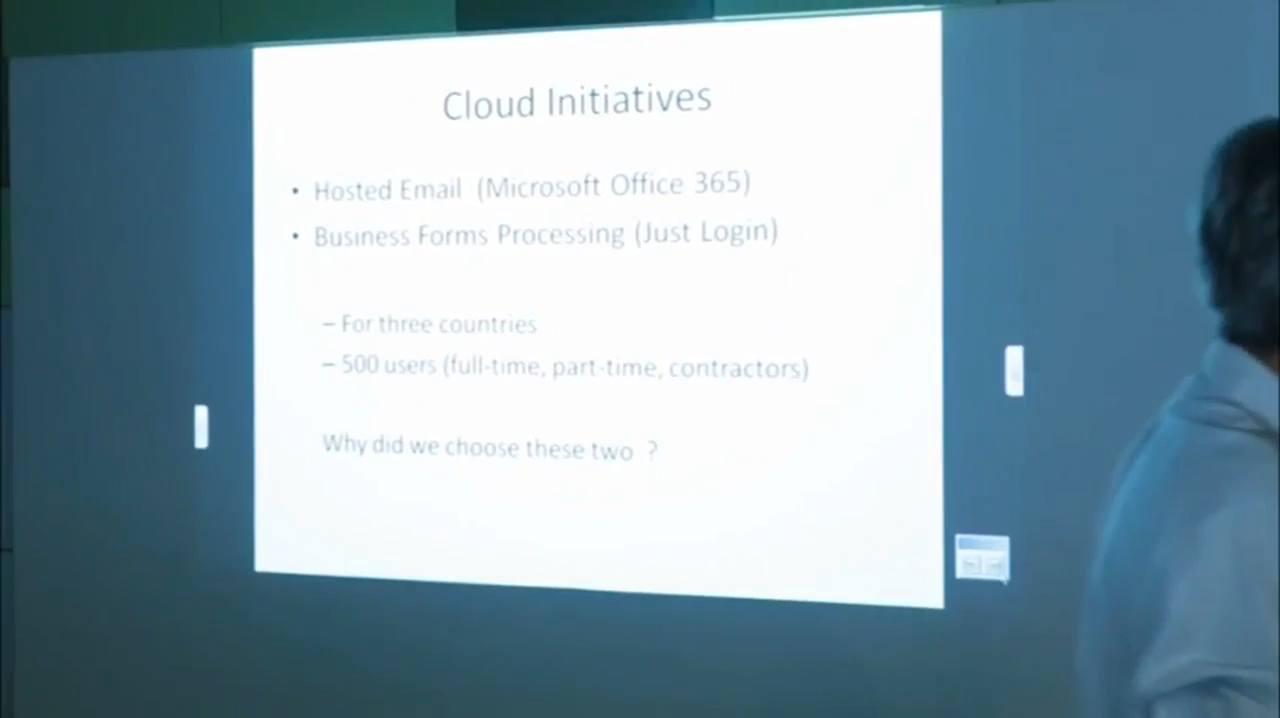 Cloud Initiatives
• Hosted Email (Microsoft Office 365)
• Business Forms Processing (Just Login)
– For three countries
– 500 users (full-time, part-time, contractors)
Why did we choose these two ?